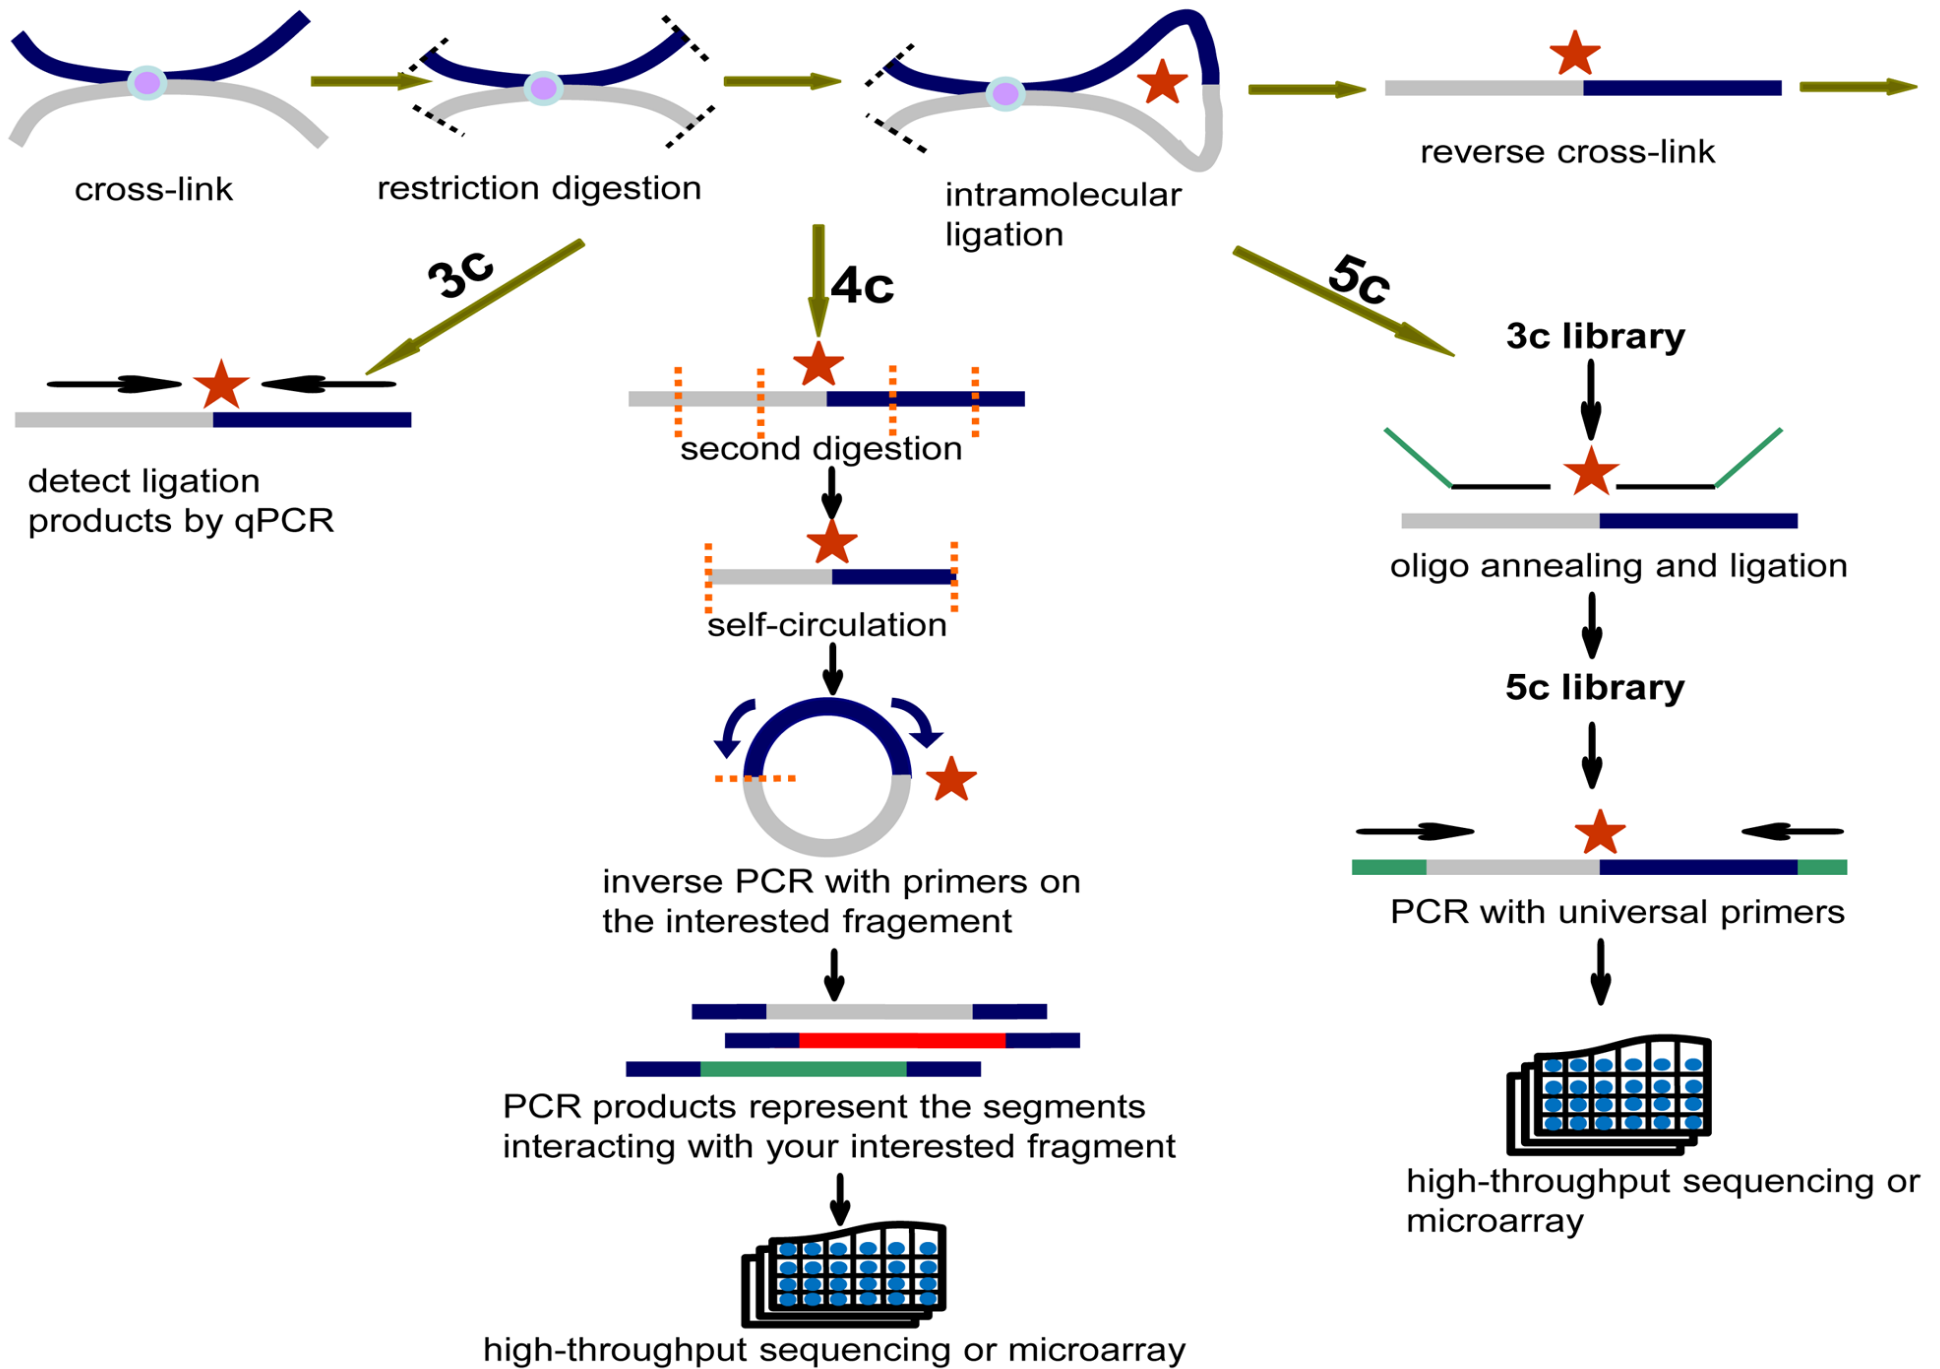 cross-link
restriction digestion
intramolecular
ligation
reverse cross-link
3c
4c
5c
detect ligation
products by qPCR
second digestion
self-circulation
inverse PCR with primers on
the interested fragement
PCR products represent the segments
interacting with your interested fragment
high-throughput sequencing or microarray
3c library
oligo annealing and ligation
5c library
PCR with universal primers
high-throughput sequencing or
microarray